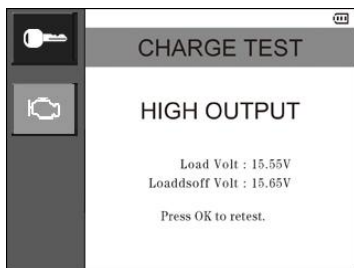 CHARGE TEST
HIGH OUTPUT
Load Volt : 15.55V
Loaddsoff Volt : 15.65V
Press OK to retest.